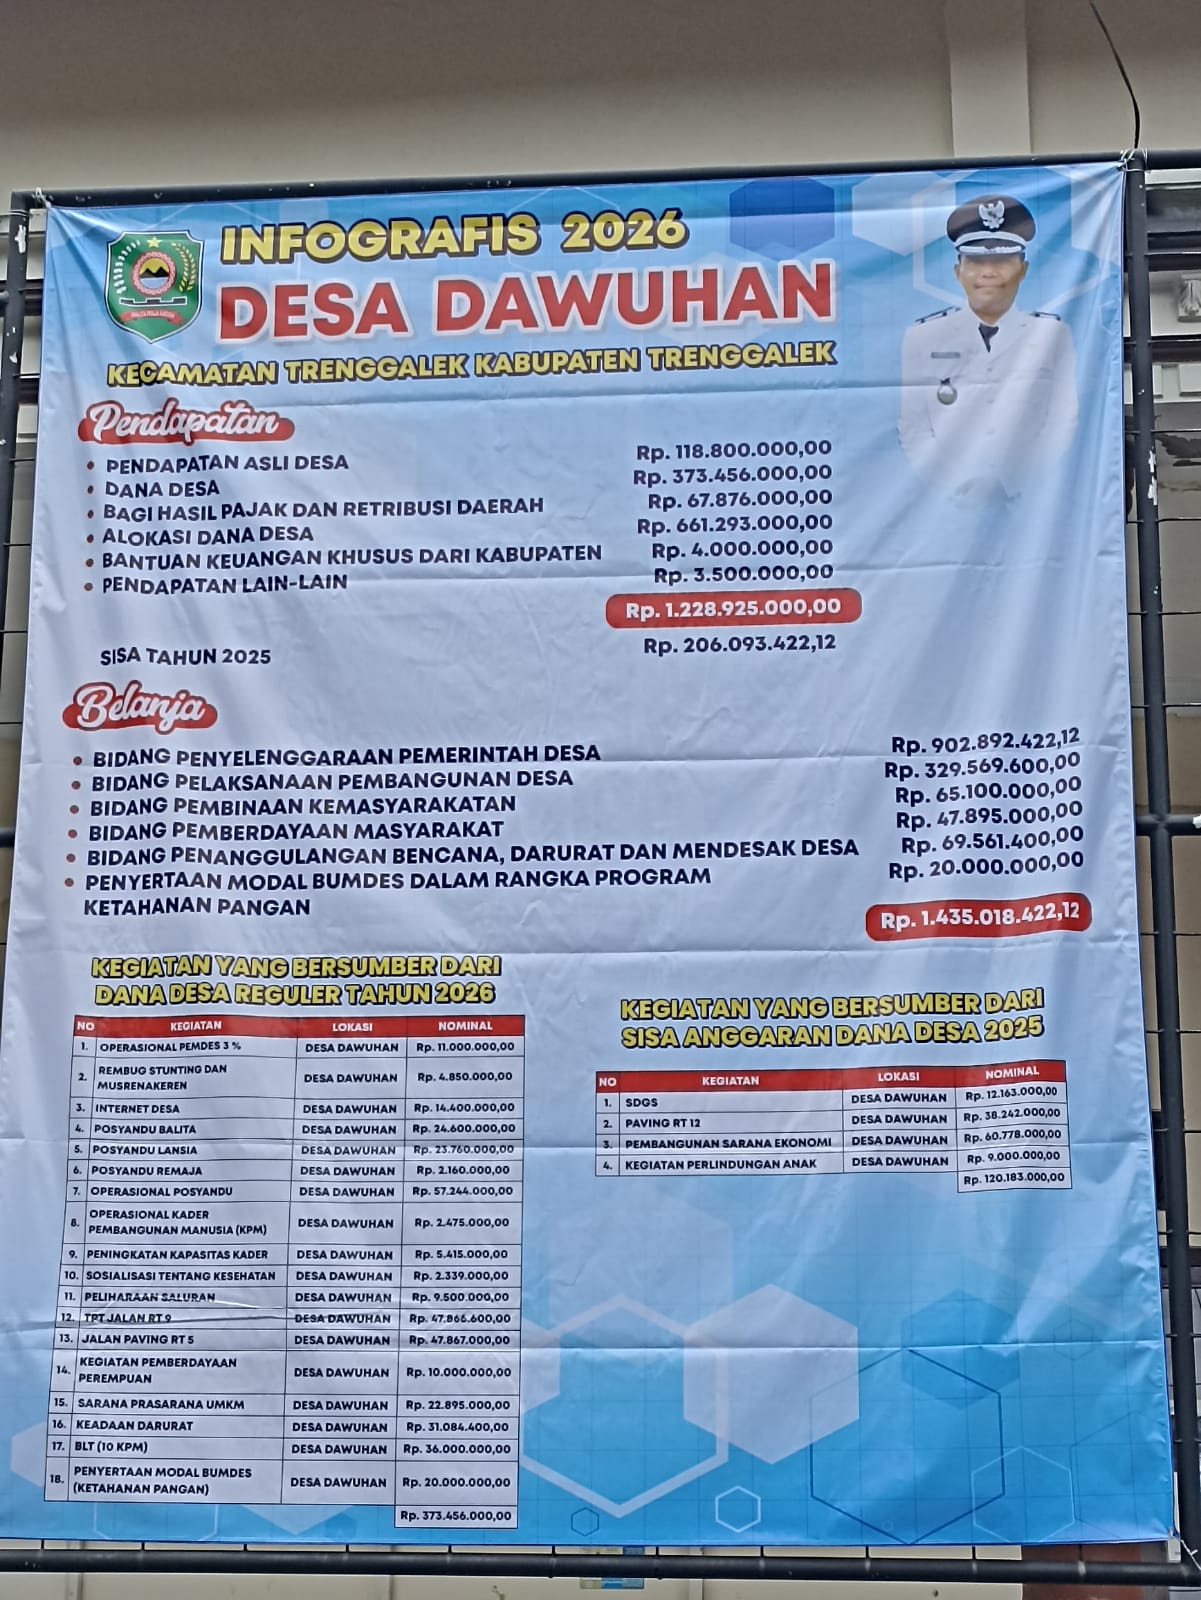 INFOGRAFIS 2026
DESA DAWUHAN
KECAMATAN TRENGGALEK KABUPATEN TRENGGALEK
Pendapatan
• PENDAPATAN ASLI DESA Rp. 118.800.000,00
• DANA DESA Rp. 373.456.000,00
• BAGI HASIL PAJAK DAN RETRIBUSI DAERAH Rp. 67.876.000,00
• ALOKASI DANA DESA Rp. 661.293.000,00
• BANTUAN KEUANGAN KHUSUS DARI KABUPATEN Rp. 4.000.000,00
• PENDAPATAN LAIN-LAIN Rp. 3.500.000,00
Rp. 1.228.925.000,00
SISA TAHUN 2025 Rp. 206.093.422,12
Belanja
• BIDANG PENYELENGGARAAN PEMERINTAH DESA Rp. 902.892.422,12
• BIDANG PELAKSANAAN PEMBANGUNAN DESA Rp. 329.569.600,00
• BIDANG PEMBINAAN KEMASYARAKATAN Rp. 65.100.000,00
• BIDANG PEMBERDAYAAN MASYARAKAT Rp. 47.895.000,00
• BIDANG PENANGGULANGAN BENCANA, DARURAT DAN MENDESAK DESA Rp. 69.561.400,00
• PENYERTAAN MODAL BUMDES DALAM RANGKA PROGRAM Rp. 20.000.000,00
KETAHANAN PANGAN
Rp. 1.435.018.422,12
KEGIATAN YANG BERSUMBER DARI
DANA DESA REGULER TAHUN 2026
NO KEGIATAN LOKASI NOMINAL
1. OPERASIONAL PEMDES 3 % DESA DAWUHAN Rp. 11.000.000,00
2. REMBUG STUNTING DAN
MUSRENAKEREN DESA DAWUHAN Rp. 4.850.000,00
3. INTERNET DESA DESA DAWUHAN Rp. 14.400.000,00
4. POSYANDU BALITA DESA DAWUHAN Rp. 24.600.000,00
5. POSYANDU LANSIA DESA DAWUHAN Rp. 23.760.000,00
6. POSYANDU REMAJA DESA DAWUHAN Rp. 2.160.000,00
7. OPERASIONAL POSYANDU DESA DAWUHAN Rp. 57.244.000,00
8. OPERASIONAL KADER
PEMBANGUNAN MANUSIA (KPM) DESA DAWUHAN Rp. 2.475.000,00
9. PENINGKATAN KAPASITAS KADER DESA DAWUHAN Rp. 5.415.000,00
10. SOSIALISASI TENTANG KESEHATAN DESA DAWUHAN Rp. 2.339.000,00
11. PELIHARAAN SALURAN DESA DAWUHAN Rp. 9.500.000,00
12. TPT JALAN RT 9 DESA DAWUHAN Rp. 47.866.600,00
13. JALAN PAVING RT 5 DESA DAWUHAN Rp. 47.867.000,00
14. KEGIATAN PEMBERDAYAAN
PEREMPUAN DESA DAWUHAN Rp. 10.000.000,00
15. SARANA PRASARANA UMKM DESA DAWUHAN Rp. 22.895.000,00
16. KEADAAN DARURAT DESA DAWUHAN Rp. 31.084.400,00
17. BLT (10 KPM) DESA DAWUHAN Rp. 36.000.000,00
18. PENYERTAAN MODAL BUMDES
(KETAHANAN PANGAN) DESA DAWUHAN Rp. 20.000.000,00
Rp. 373.456.000,00
KEGIATAN YANG BERSUMBER DARI
SISA ANGGARAN DANA DESA 2025
NO KEGIATAN LOKASI NOMINAL
1. SDGS DESA DAWUHAN Rp. 12.163.000,00
2. PAVING RT 12 DESA DAWUHAN Rp. 38.242.000,00
3. PEMBANGUNAN SARANA EKONOMI DESA DAWUHAN Rp. 60.778.000,00
4. KEGIATAN PERLINDUNGAN ANAK DESA DAWUHAN Rp. 9.000.000,00
Rp. 120.183.000,00